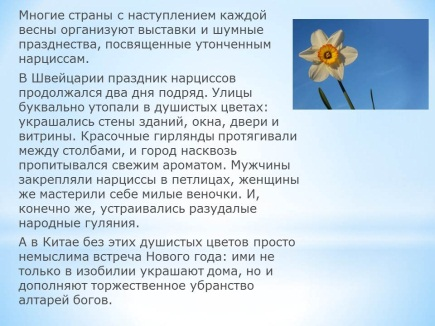 Многие страны с наступлением каждой
весны организуют выставки и шумные
празднества, посвященные утонченным
нарциссам.
В Швейцарии праздник нарциссов
продолжался два дня подряд. Улицы
буквально утопали в душистых цветах:
украшались стены зданий, окна, двери и
витрины. Красочные гирлянды протягивали
между столбами, и город насквозь
пропитывался свежим ароматом. Мужчины
закрепляли нарциссы в петлицах, женщины
же мастерили себе милые веночки. И,
конечно же, устраивались разудалые
народные гуляния.
А в Китае без этих душистых цветов просто
немыслима встреча Нового года: ими не
только в изобилии украшают дома, но и
дополняют торжественное убранство
алтарей богов.